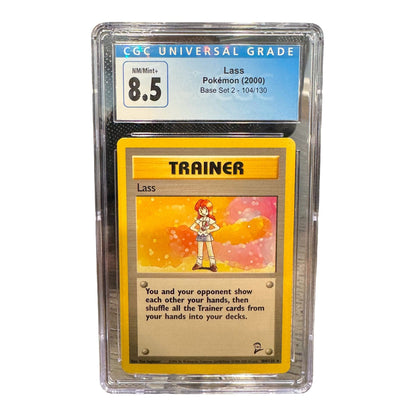 CGC UNIVERSAL GRADE
NM/Mint+
8.5
Lass
Pokémon (2000)
Base Set 2 - 104/130
TRAINER
Lass
You and your opponent show
each other your hands, then
shuffle all the Trainer cards from
your hands into your decks.